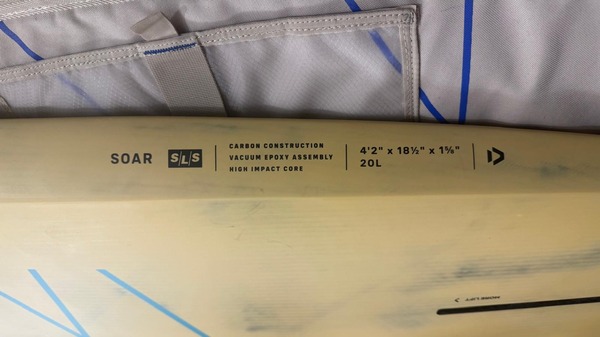 SOAR SLS
CARBON CONSTRUCTION
VACUUM EPOXY ASSEMBLY
HIGH IMPACT CORE
4'2" x 18½" x 1⅝"
20L